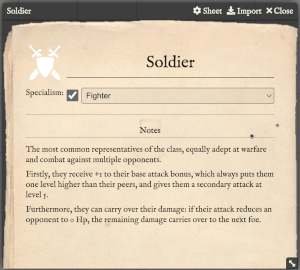 Soldier Sheet Import Close
Soldier
Specialism: Fighter
Notes
The most common representatives of the class, equally adept at warfare
and combat against multiple opponents.
Firstly, they receive +1 to their base attack bonus, which always puts them
one level higher than their peers, and gives them a secondary attack at
level 5.
Furthermore, they can carry over their damage: if their attack reduces an
opponent to 0 Hp, the remaining damage carries over to the next foe.